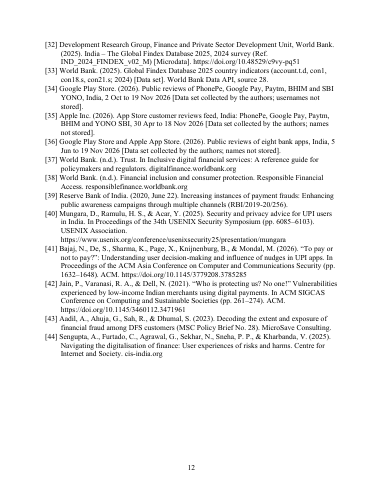 [32] Development Research Group, Finance and Private Sector Development Unit, World Bank.
(2025). India – The Global Findex Database 2025, 2024 survey (Ref.
IND_2024_FINDEX_v02_M) [Microdata]. https://doi.org/10.48529/c9vy-pq51
[33] World Bank. (2025). Global Findex Database 2025 country indicators (account.t.d, con1,
con18.s, con21.s; 2024) [Data set]. World Bank Data API, source 28.
[34] Google Play Store. (2026). Public reviews of PhonePe, Google Pay, Paytm, BHIM and SBI
YONO, India, 2 Oct to 19 Nov 2026 [Data set collected by the authors; usernames not
stored].
[35] Apple Inc. (2026). App Store customer reviews feed, India: PhonePe, Google Pay, Paytm,
BHIM and YONO SBI, 30 Apr to 18 Nov 2026 [Data set collected by the authors; names
not stored].
[36] Google Play Store and Apple App Store. (2026). Public reviews of eight bank apps, India, 5
Jun to 19 Nov 2026 [Data set collected by the authors; names not stored].
[37] World Bank. (n.d.). Trust. In Inclusive digital financial services: A reference guide for
policymakers and regulators. digitalfinance.worldbank.org
[38] World Bank. (n.d.). Financial inclusion and consumer protection. Responsible Financial
Access. responsiblefinance.worldbank.org
[39] Reserve Bank of India. (2020, June 22). Increasing instances of payment frauds: Enhancing
public awareness campaigns through multiple channels (RBI/2019-20/256).
[40] Mungara, D., Ramulu, H. S., & Acar, Y. (2025). Security and privacy advice for UPI users
in India. In Proceedings of the 34th USENIX Security Symposium (pp. 6085–6103).
USENIX Association.
https://www.usenix.org/conference/usenixsecurity25/presentation/mungara
[41] Bajaj, N., De, S., Sharma, K., Page, X., Knijnenburg, B., & Mondal, M. (2026). “To pay or
not to pay?”: Understanding user decision-making and influence of nudges in UPI apps. In
Proceedings of the ACM Asia Conference on Computer and Communications Security (pp.
1632–1648). ACM. https://doi.org/10.1145/3779208.3785285
[42] Jain, P., Varanasi, R. A., & Dell, N. (2021). “Who is protecting us? No one!” Vulnerabilities
experienced by low-income Indian merchants using digital payments. In ACM SIGCAS
Conference on Computing and Sustainable Societies (pp. 261–274). ACM.
https://doi.org/10.1145/3460112.3471961
[43] Aadil, A., Ahuja, G., Sah, R., & Dhumal, S. (2023). Decoding the extent and exposure of
financial fraud among DFS customers (MSC Policy Brief No. 28). MicroSave Consulting.
[44] Sengupta, A., Furtado, C., Agrawal, G., Sekhar, N., Sneha, P. P., & Kharbanda, V. (2025).
Navigating the digitalisation of finance: User experiences of risks and harms. Centre for
Internet and Society. cis-india.org
12